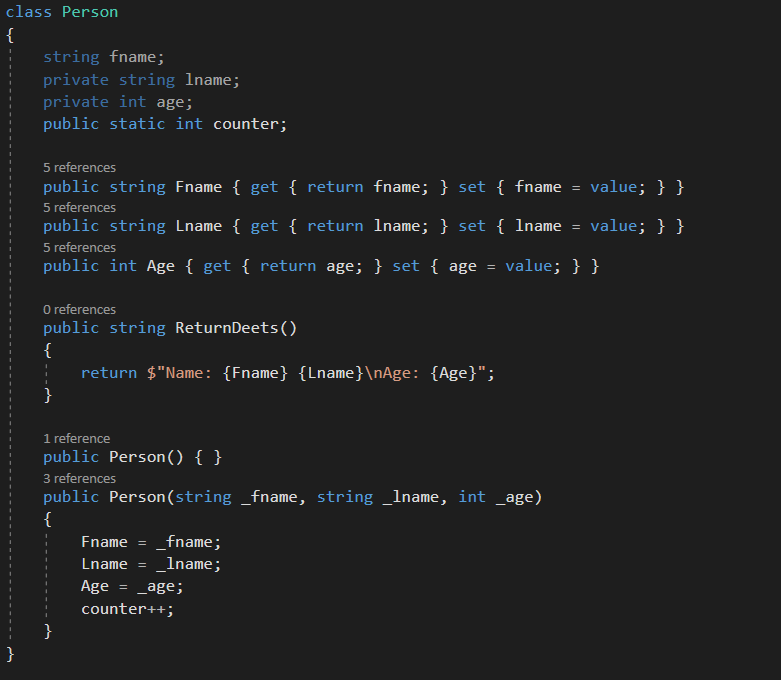 class Person
{
string fname;
private string lname;
private int age;
public static int counter;
5 references
public string Fname { get { return fname; } set { fname = value; } }
5 references
public string Lname { get { return lname; } set { lname = value; } }
5 references
public int Age { get { return age; } set { age = value; } }
0 references
public string ReturnDeets()
{
return $"Name: {Fname} {Lname}\nAge: {Age}";
}
1 reference
public Person() { }
3 references
public Person(string _fname, string _lname, int _age)
{
Fname = _fname;
Lname = _lname;
Age = _age;
counter++;
}
}